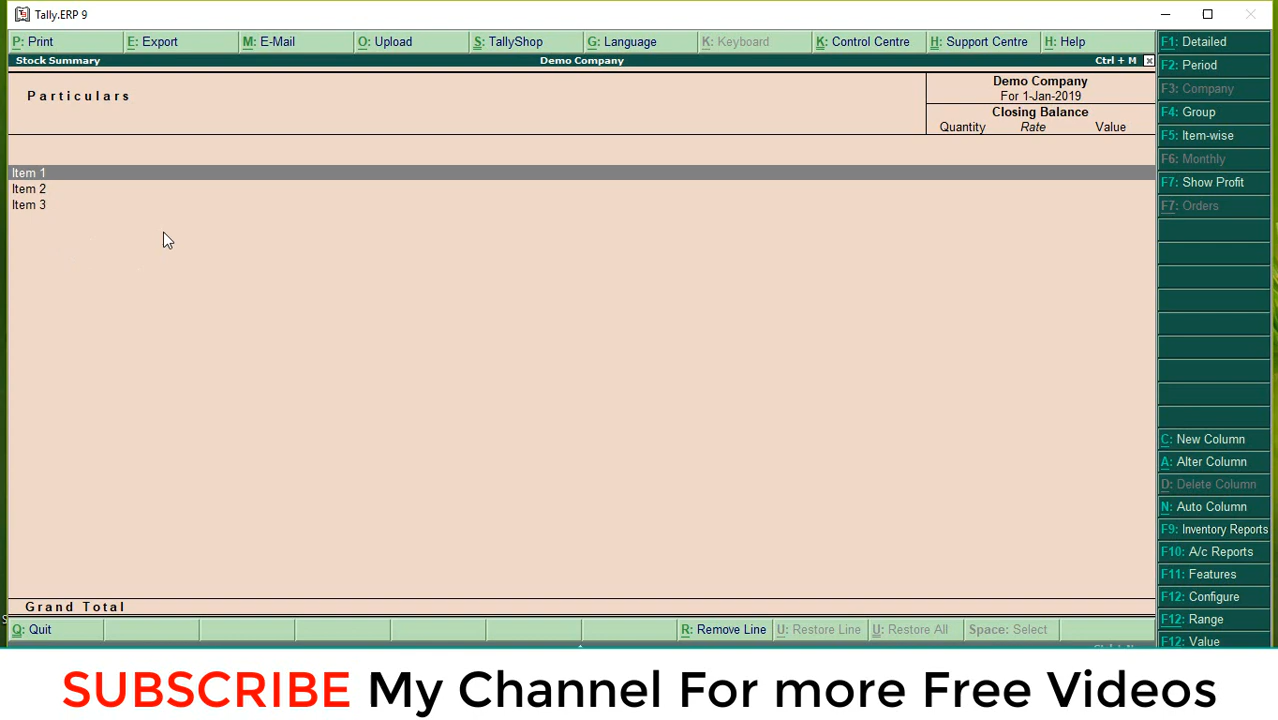 Tally.ERP 9
P: Print E: Export M: E-Mail O: Upload S: TallyShop G: Language K: Keyboard K: Control Centre H: Support Centre H: Help
Stock Summary Demo Company Ctrl + M
Particulars
Demo Company
For 1-Jan-2019
Closing Balance
Quantity Rate Value
Item 1
Item 2
Item 3
Grand Total
Q: Quit R: Remove Line U: Restore Line U: Restore All Space: Select
F1: Detailed
F2: Period
F3: Company
F4: Group
F5: Item-wise
F6: Monthly
F7: Show Profit
F7: Orders
C: New Column
A: Alter Column
D: Delete Column
N: Auto Column
F9: Inventory Reports
F10: A/c Reports
F11: Features
F12: Configure
F12: Range
F12: Value
SUBSCRIBE My Channel For more Free Videos